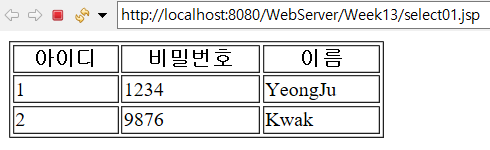 http://localhost:8080/WebServer/Week13/select01.jsp
아이디 비밀번호 이름
1 1234 YeongJu
2 9876 Kwak